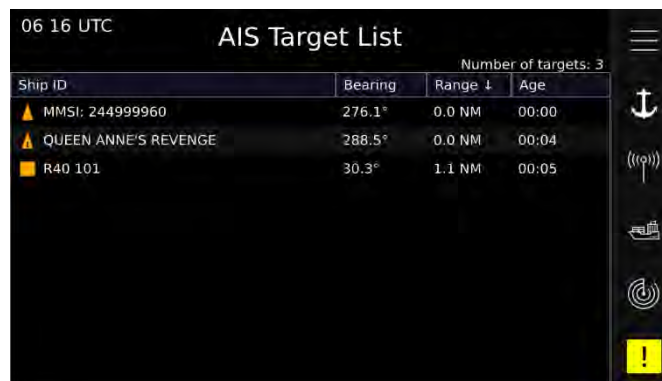 06 16 UTC
AIS Target List
Number of targets: 3
Ship ID Bearing Range ↓ Age
MMSI: 244999960 276.1° 0.0 NM 00:00
QUEEN ANNE'S REVENGE 288.5° 0.0 NM 00:04
R40 101 30.3° 1.1 NM 00:05
!